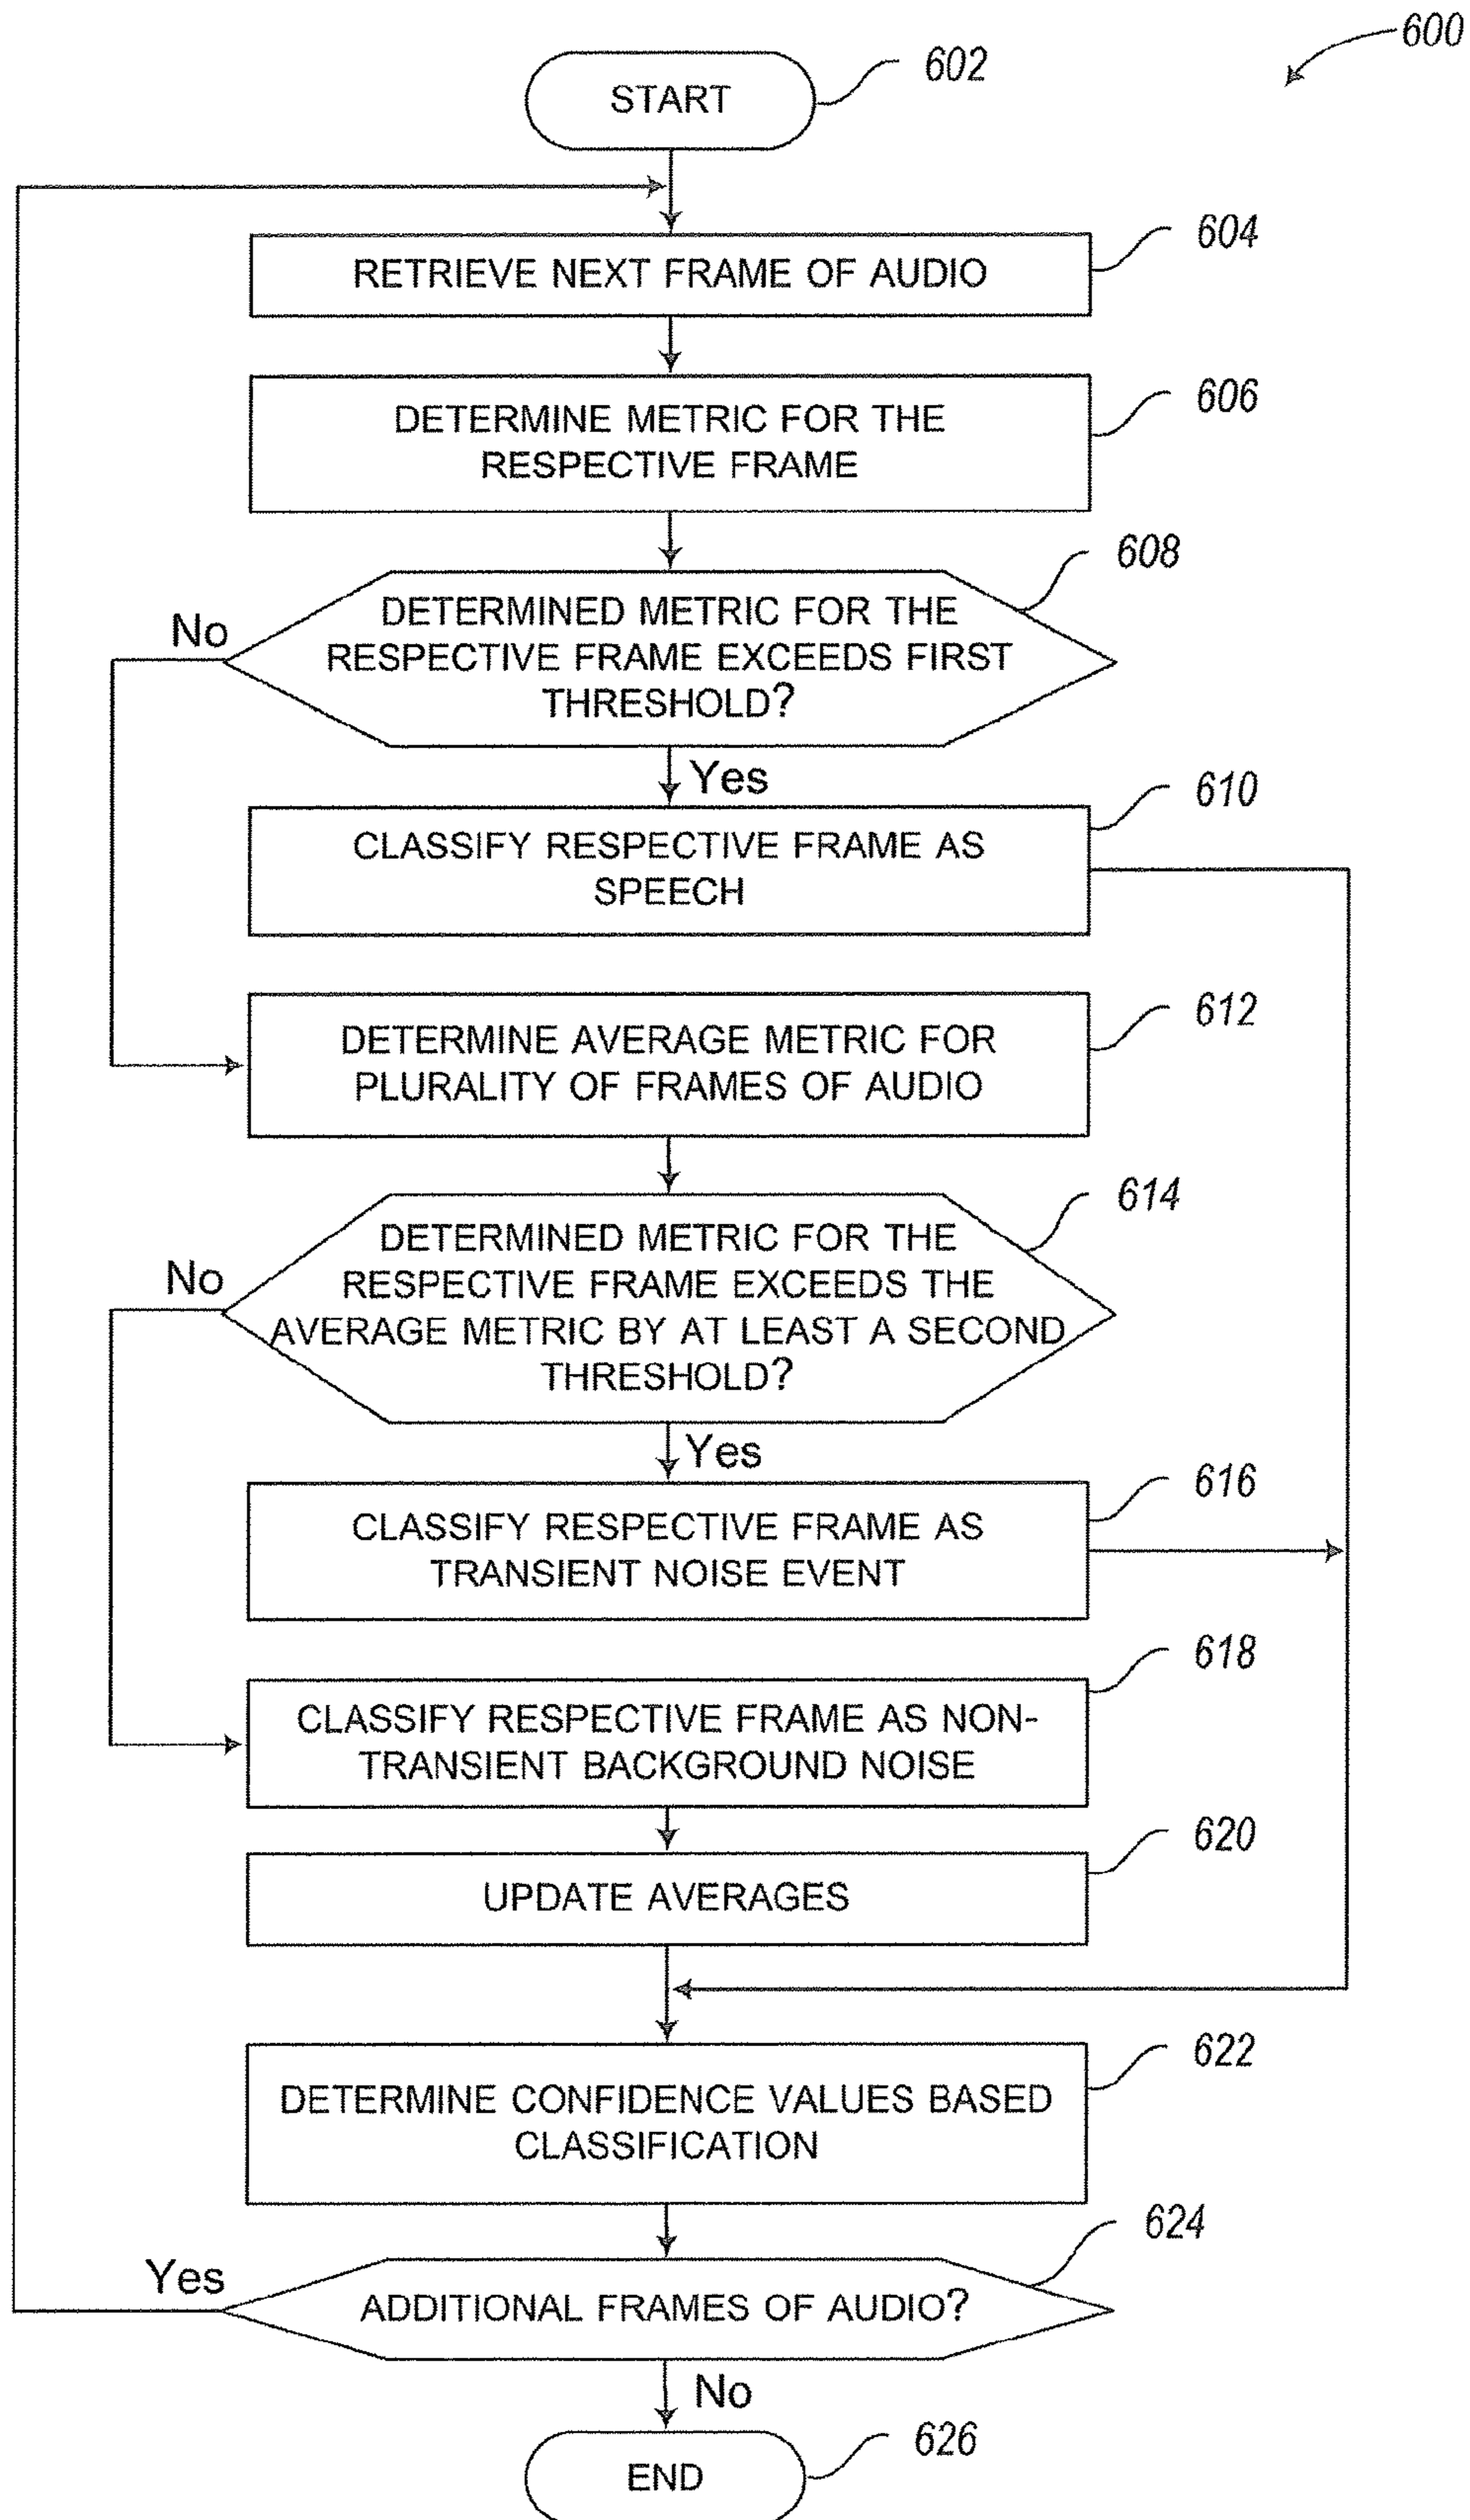 600
START
602
RETRIEVE NEXT FRAME OF AUDIO
604
DETERMINE METRIC FOR THE
RESPECTIVE FRAME
606
DETERMINED METRIC FOR THE
RESPECTIVE FRAME EXCEEDS FIRST
THRESHOLD?
608
No
Yes
CLASSIFY RESPECTIVE FRAME AS
SPEECH
610
DETERMINE AVERAGE METRIC FOR
PLURALITY OF FRAMES OF AUDIO
612
DETERMINED METRIC FOR THE
RESPECTIVE FRAME EXCEEDS THE
AVERAGE METRIC BY AT LEAST A SECOND
THRESHOLD?
614
No
Yes
CLASSIFY RESPECTIVE FRAME AS
TRANSIENT NOISE EVENT
616
CLASSIFY RESPECTIVE FRAME AS NON-
TRANSIENT BACKGROUND NOISE
618
UPDATE AVERAGES
620
DETERMINE CONFIDENCE VALUES BASED
CLASSIFICATION
622
ADDITIONAL FRAMES OF AUDIO?
624
Yes
No
END
626